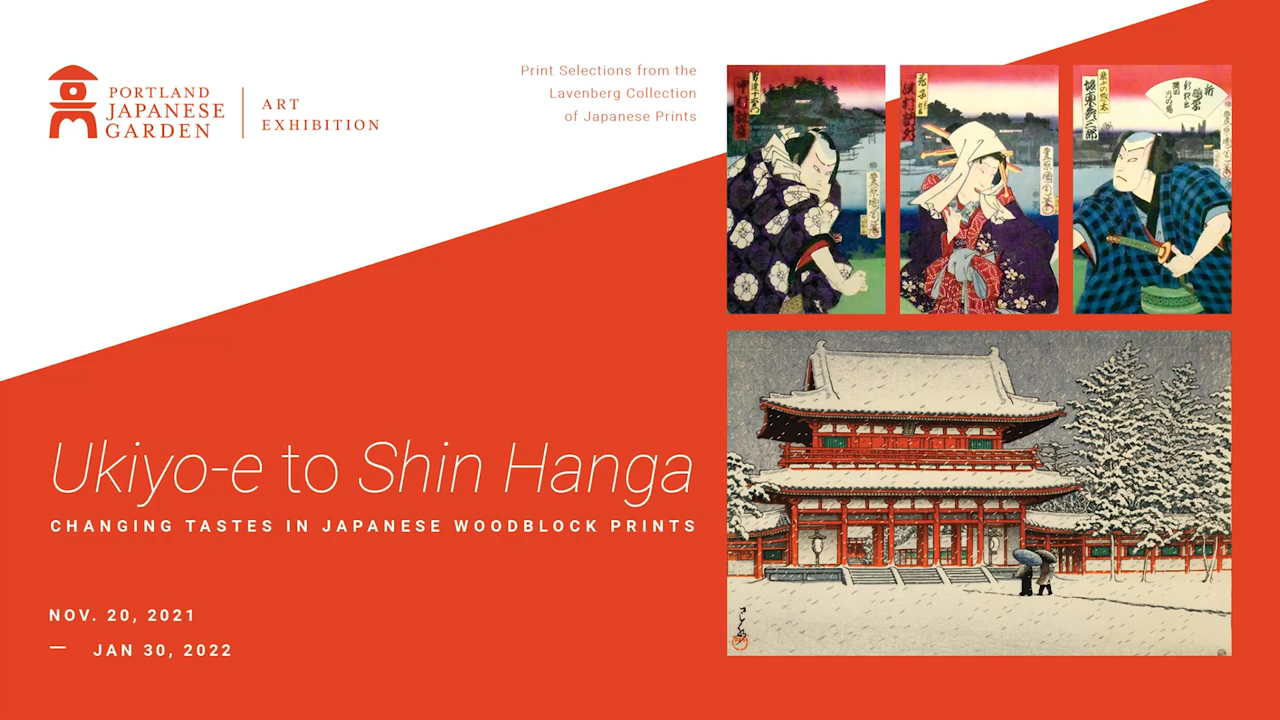 PORTLAND
JAPANESE
GARDEN
ART
EXHIBITION
Print Selections from the
Lavenberg Collection
of Japanese Prints
Ukiyo-e to Shin Hanga
CHANGING TASTES IN JAPANESE WOODBLOCK PRINTS
NOV. 20, 2021
— JAN 30, 2022